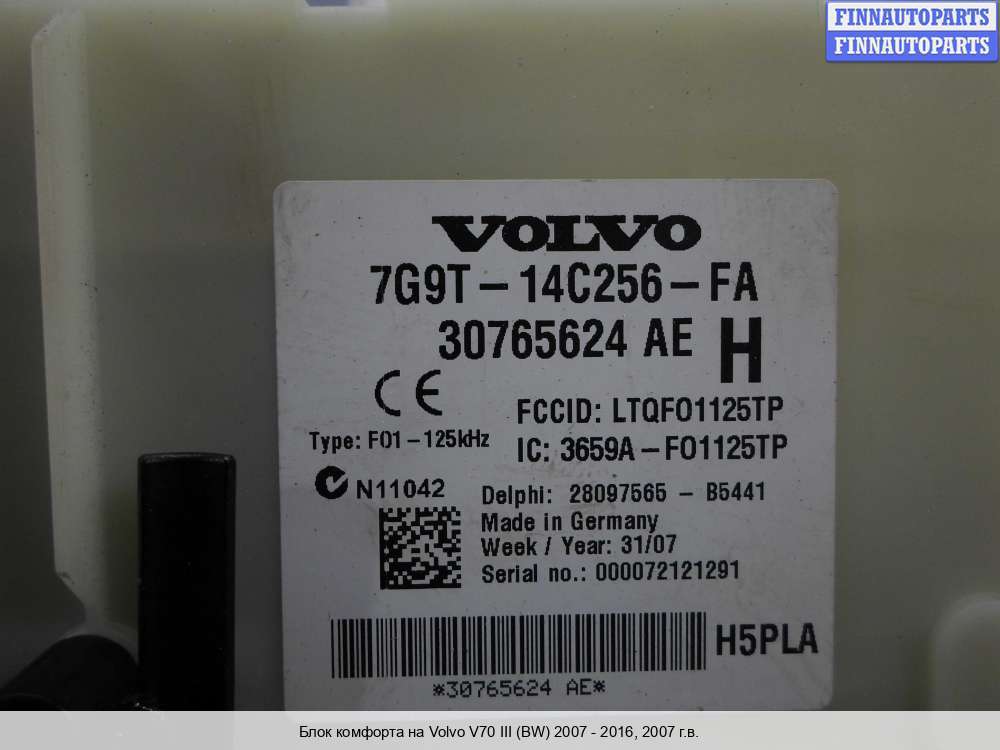 FINNAUTOPARTS
FINNAUTOPARTS
VOLVO
7G9T-14C256-FA
30765624 AE H
CE
FCCID: LTQFO1125TP
Type: FO1-125kHz
IC: 3659A-FO1125TP
N11042
Delphi: 28097565 - B5441
Made in Germany
Week / Year: 31/07
Serial no.: 000072121291
H5PLA
*30765624 AE*
Блок комфорта на Volvo V70 III (BW) 2007 - 2016, 2007 г.в.